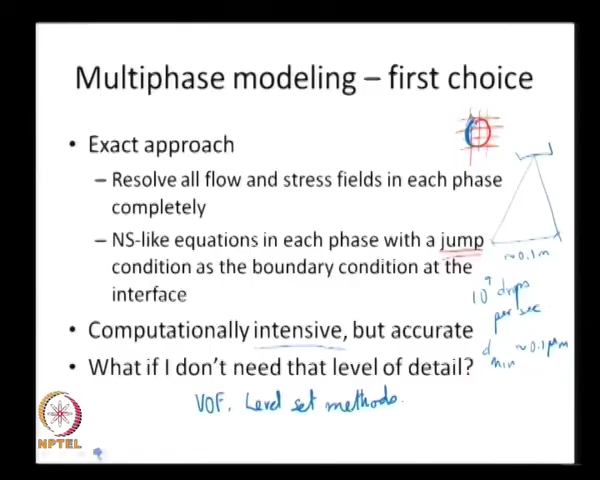 Multiphase modeling – first choice
• Exact approach
– Resolve all flow and stress fields in each phase
completely
– NS-like equations in each phase with a jump
condition as the boundary condition at the
interface
• Computationally intensive, but accurate
• What if I don't need that level of detail?
~0.1m
10⁹ drops
per sec
d min ~0.1μm
VOF. Level set methods.
NPTEL